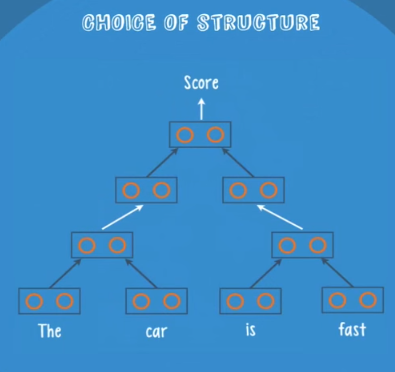 CHOICE OF STRUCTURE
Score
The car is fast